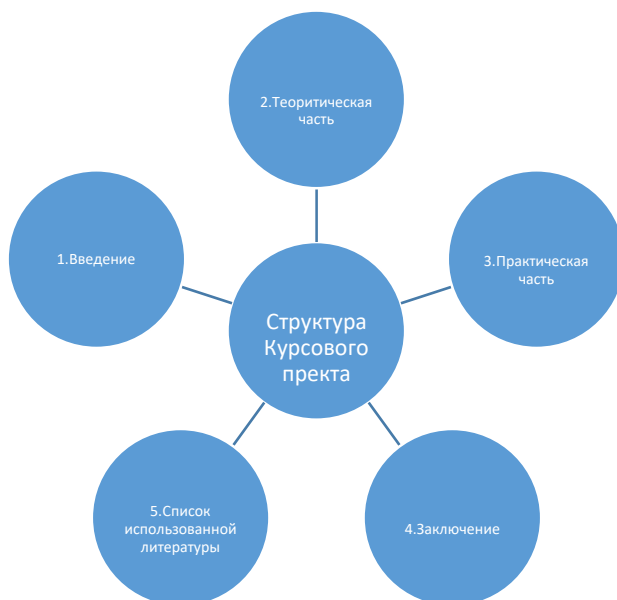 2.Теоритическая
часть
1.Введение
3.Практическая
часть
Структура
Курсового
пректа
5.Список
использованной
литературы
4.Заключение